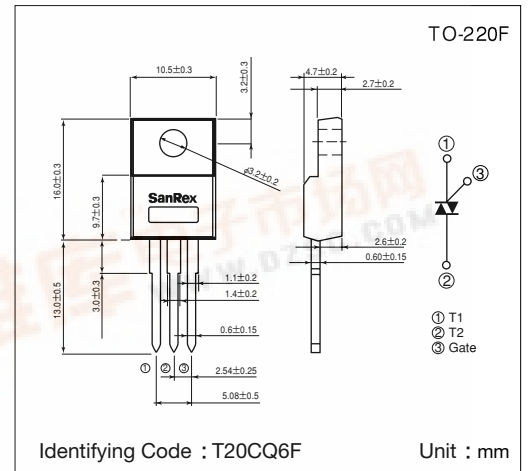 TO-220F
10.5±0.3
3.2±0.3
4.7±0.2
2.7±0.2
16.0±0.3
9.7±0.3
φ3.2±0.2
SanRex
① 
③
②
2.6±0.2
0.60±0.15
13.0±0.5
3.0±0.3
1.1±0.2
1.4±0.2
0.6±0.15
① ② ③
2.54±0.25
5.08±0.5
① T1
② T2
③ Gate
Identifying Code : T20CQ6F
Unit : mm